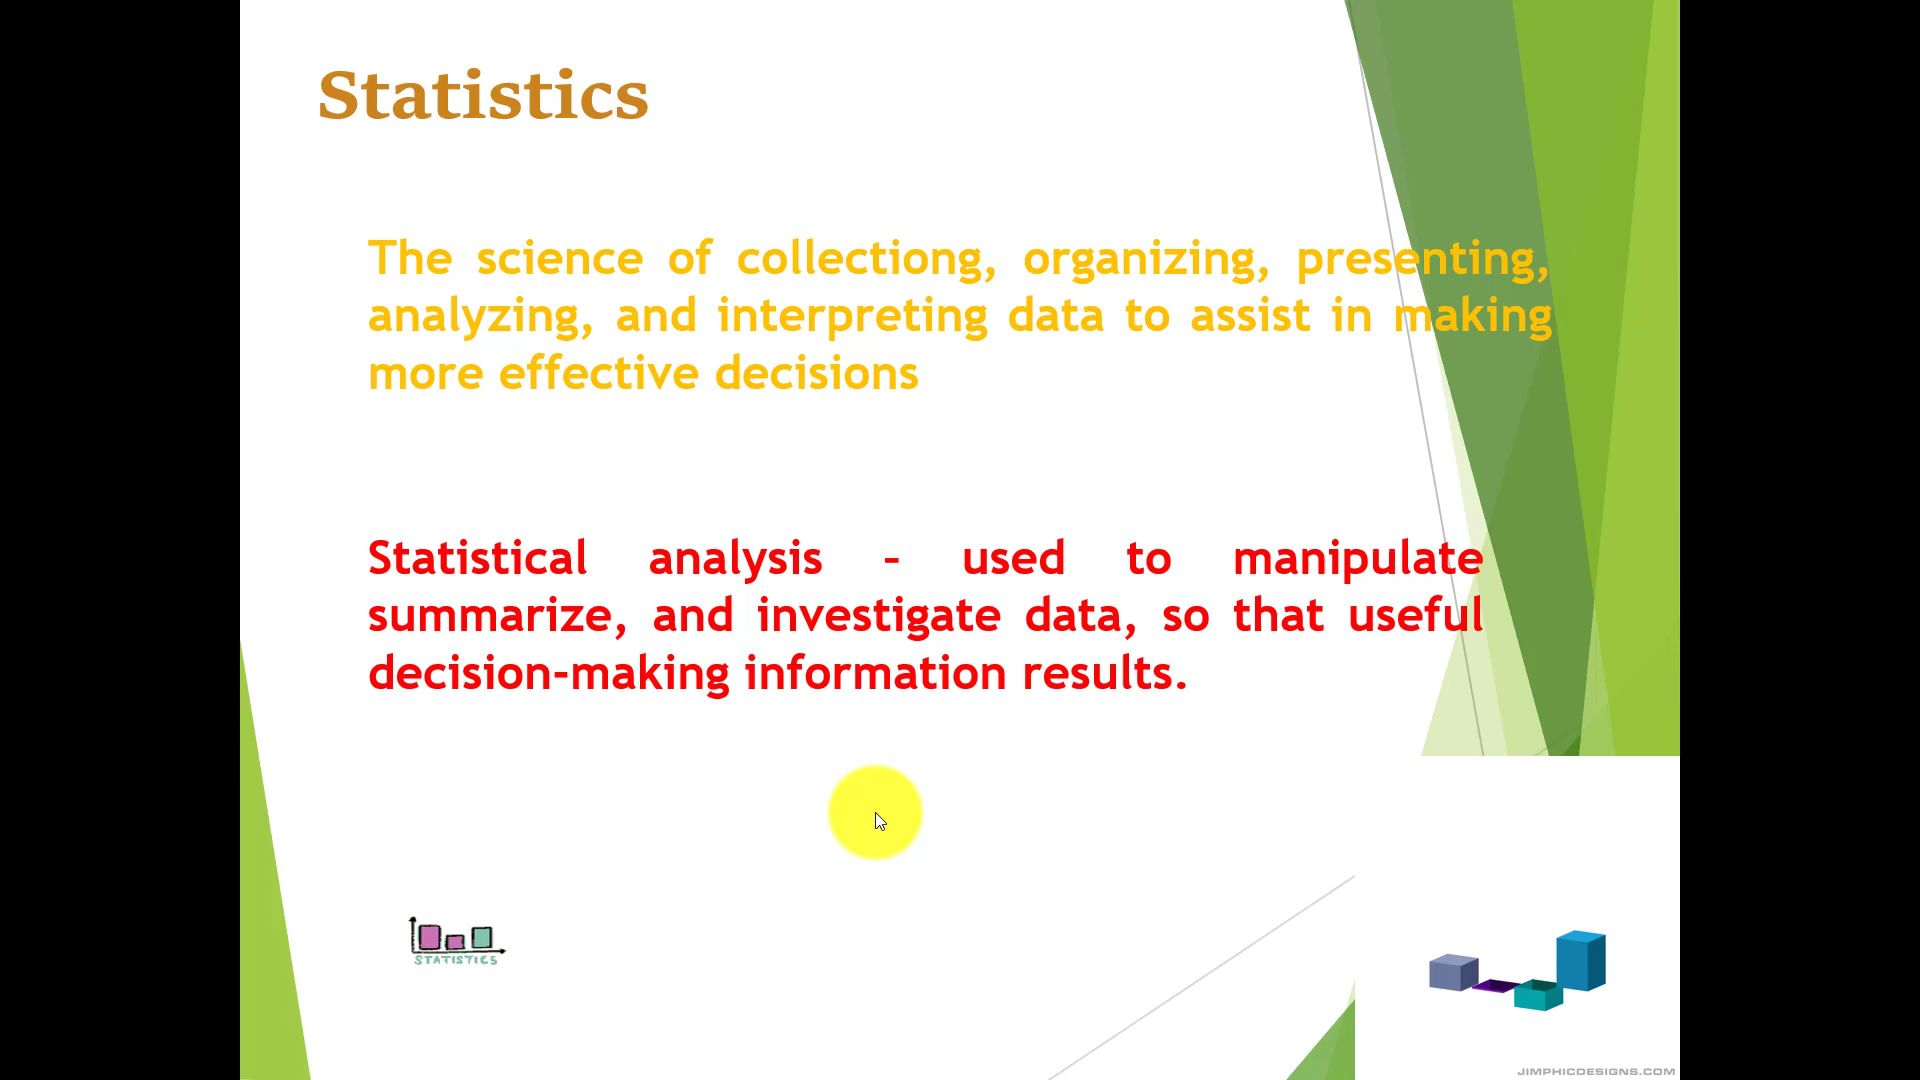 Statistics
The science of collectiong, organizing, presenting,
analyzing, and interpreting data to assist in making
more effective decisions
Statistical analysis – used to manipulate
summarize, and investigate data, so that useful
decision-making information results.
STATISTICS
JIMPHICDESIGNS.COM